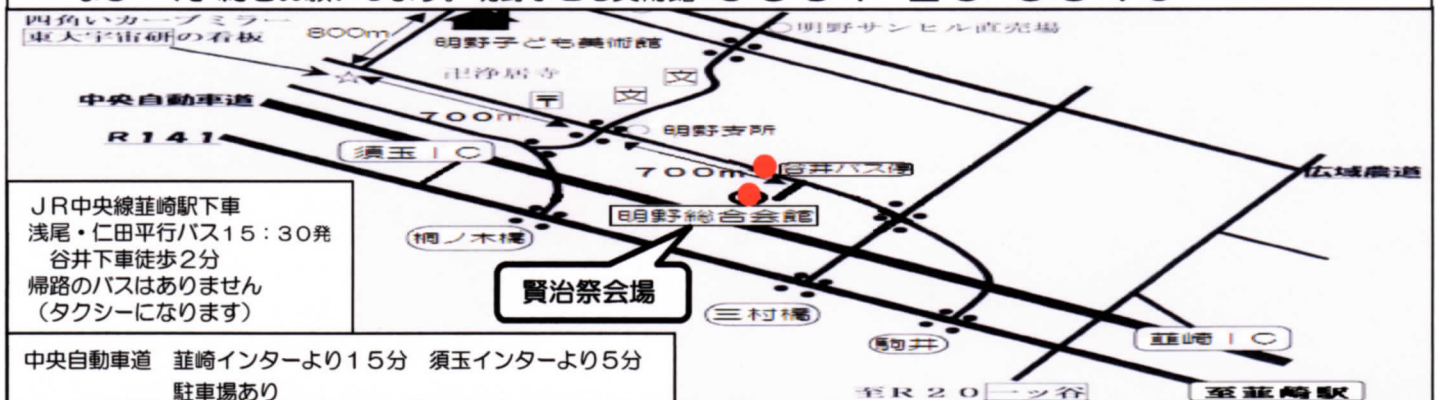 四角いカーブミラー
東大宇宙研の看板
800m
明野子ども美術館
明野サンヒル直売場
卍浄居寺
文
文
〒
中央自動車道
700m
明野支所
R141
須玉IC
700m
谷井バス停
広域農道
明野総合会館
桐ノ木橋
賢治祭会場
三村橋
駒井
韮崎IC
至R20一ツ谷
至韮崎駅
JR中央線韮崎駅下車
浅尾・仁田平行バス15:30発
谷井下車徒歩2分
帰路のバスはありません
(タクシーになります)
中央自動車道 韮崎インターより15分 須玉インターより5分
駐車場あり